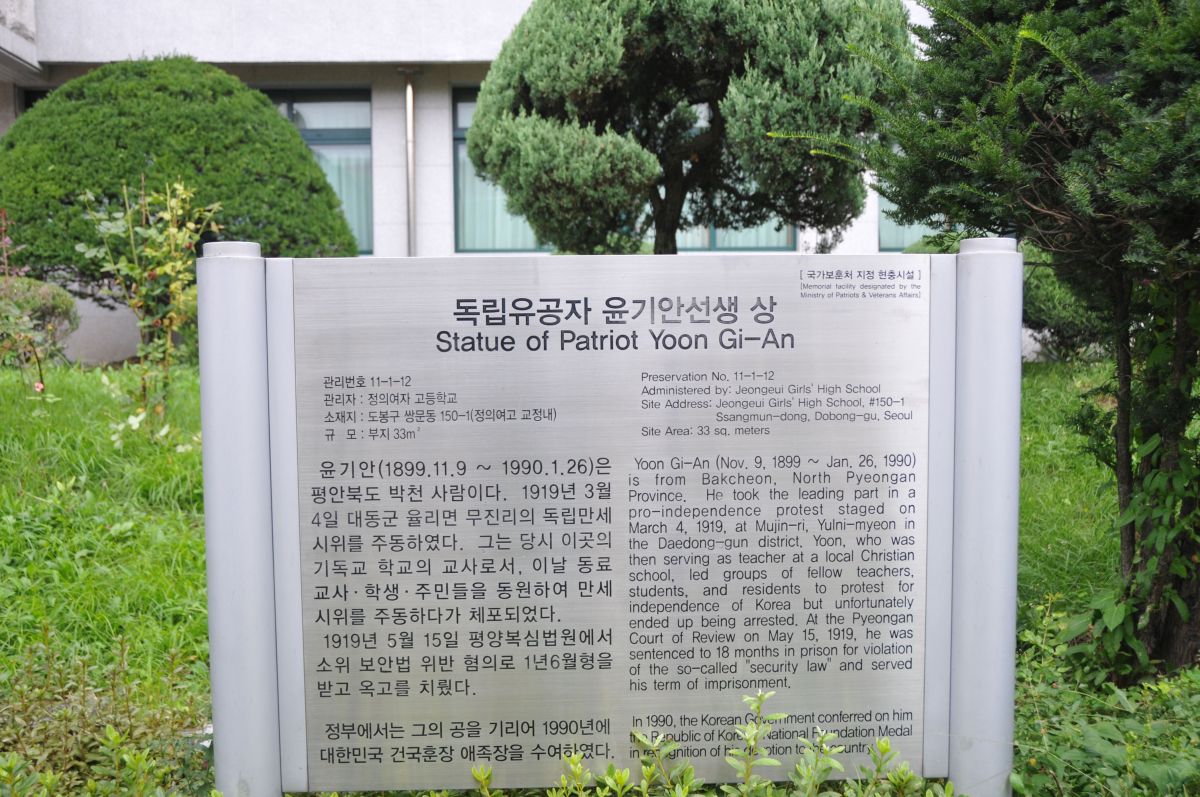 [ 국가보훈처 지정 현충시설 ]
[Memorial facility designated by the
Ministry of Patriots & Veterans Affairs]
독립유공자 윤기안선생 상
Statue of Patriot Yoon Gi-An
관리번호 11-1-12
관리자 : 정의여자 고등학교
소재지 : 도봉구 쌍문동 150-1(정의여고 교정내)
규 모 : 부지 33㎡
Preservation No. 11-1-12
Administered by: Jeongeui Girls' High School
Site Address: Jeongeui Girls' High School, #150-1
Ssangmun-dong, Dobong-gu, Seoul
Site Area: 33 sq. meters
윤기안(1899.11.9 ~ 1990.1.26)은
평안북도 박천 사람이다. 1919년 3월
4일 대동군 율리면 무진리의 독립만세
시위를 주동하였다. 그는 당시 이곳의
기독교 학교의 교사로서, 이날 동료
교사·학생·주민들을 동원하여 만세
시위를 주동하다가 체포되었다.
1919년 5월 15일 평양복심법원에서
소위 보안법 위반 혐의로 1년6월형을
받고 옥고를 치뤘다.
정부에서는 그의 공을 기리어 1990년에
대한민국 건국훈장 애족장을 수여하였다.
Yoon Gi-An (Nov. 9, 1899 ~ Jan. 26, 1990)
is from Bakcheon, North Pyeongan
Province. He took the leading part in a
pro-independence protest staged on
March 4, 1919, at Mujin-ri, Yulni-myeon in
the Daedong-gun district. Yoon, who was
then serving as teacher at a local Christian
school, led groups of fellow teachers,
students, and residents to protest for
independence of Korea but unfortunately
ended up being arrested. At the Pyeongan
Court of Review on May 15, 1919, he was
sentenced to 18 months in prison for violation
of the so-called "security law" and served
his term of imprisonment.
In 1990, the Korean Government conferred on him
the Republic of Korea National Foundation Medal
in recognition of his devotion to the country.